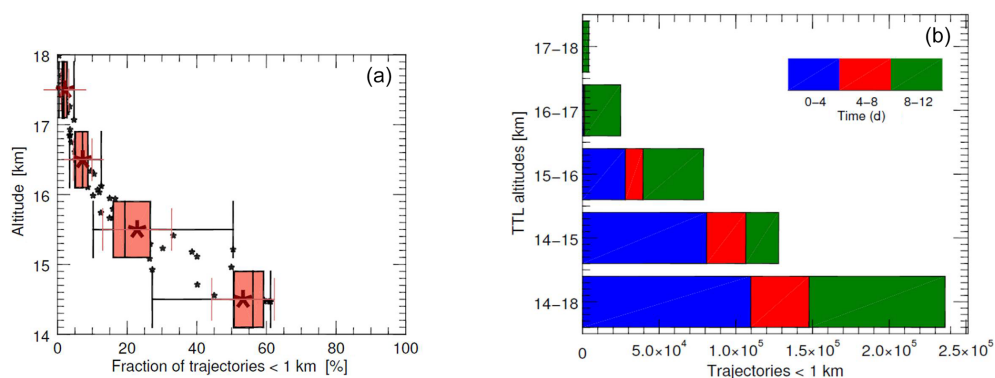 (a)
18
17
16
15
14
Altitude [km]
0 20 40 60 80 100
Fraction of trajectories < 1 km [%]
(b)
17−18
16−17
15−16
14−15
14−18
TTL altitudes [km]
0−4 4−8 8−12
Time (d)
0 5.0×10⁴ 1.0×10⁵ 1.5×10⁵ 2.0×10⁵ 2.5×10⁵
Trajectories < 1 km